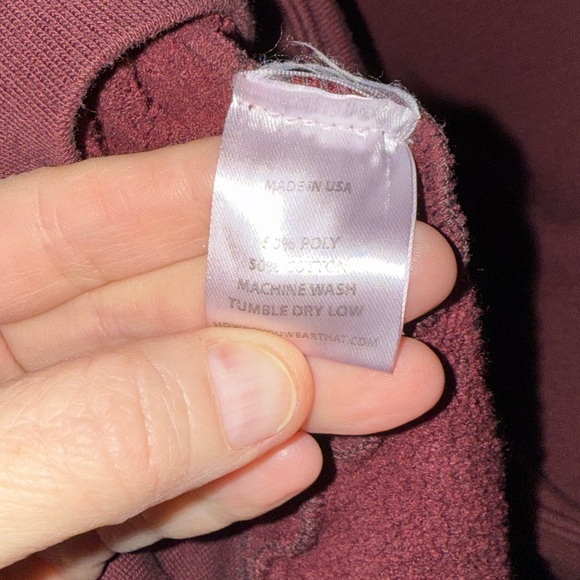 MADE IN USA
50% POLY
50% COTTON
MACHINE WASH
TUMBLE DRY LOW